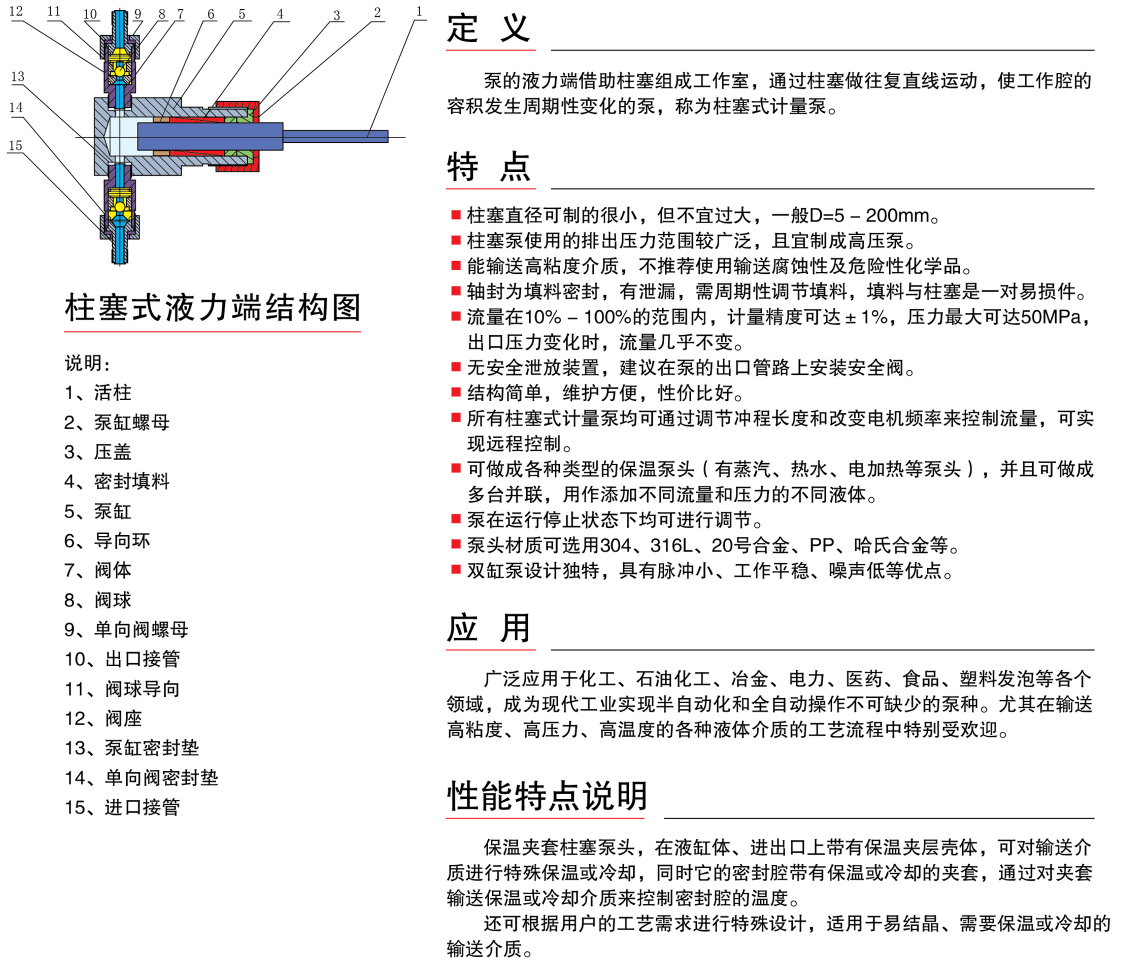 12 11 10 9 8 7 6 5 4 3 2 1
13
14
15
柱塞式液力端结构图
说明：
1、活柱
2、泵缸螺母
3、压盖
4、密封填料
5、泵缸
6、导向环
7、阀体
8、阀球
9、单向阀螺母
10、出口接管
11、阀球导向
12、阀座
13、泵缸密封垫
14、单向阀密封垫
15、进口接管
定 义
泵的液力端借助柱塞组成工作室，通过柱塞做往复直线运动，使工作腔的
容积发生周期性变化的泵，称为柱塞式计量泵。
特 点
■ 柱塞直径可制的很小，但不宜过大，一般D=5－200mm。
■ 柱塞泵使用的排出压力范围较广泛，且宜制成高压泵。
■ 能输送高粘度介质，不推荐使用输送腐蚀性及危险性化学品。
■ 轴封为填料密封，有泄漏，需周期性调节填料，填料与柱塞是一对易损件。
■ 流量在10%－100%的范围内，计量精度可达±1%，压力最大可达50MPa，
出口压力变化时，流量几乎不变。
■ 无安全泄放装置，建议在泵的出口管路上安装安全阀。
■ 结构简单，维护方便，性价比好。
■ 所有柱塞式计量泵均可通过调节冲程长度和改变电机频率来控制流量，可实
现远程控制。
■ 可做成各种类型的保温泵头（有蒸汽、热水、电加热等泵头），并且可做成
多台并联，用作添加不同流量和压力的不同液体。
■ 泵在运行停止状态下均可进行调节。
■ 泵头材质可选用304、316L、20号合金、PP、哈氏合金等。
■ 双缸泵设计独特，具有脉冲小、工作平稳、噪声低等优点。
应 用
广泛应用于化工、石油化工、冶金、电力、医药、食品、塑料发泡等各个
领域，成为现代工业实现半自动化和全自动操作不可缺少的泵种。尤其在输送
高粘度、高压力、高温度的各种液体介质的工艺流程中特别受欢迎。
性能特点说明
保温夹套柱塞泵头，在液缸体、进出口上带有保温夹层壳体，可对输送介
质进行特殊保温或冷却，同时它的密封腔带有保温或冷却的夹套，通过对夹套
输送保温或冷却介质来控制密封腔的温度。
还可根据用户的工艺需求进行特殊设计，适用于易结晶、需要保温或冷却的
输送介质。